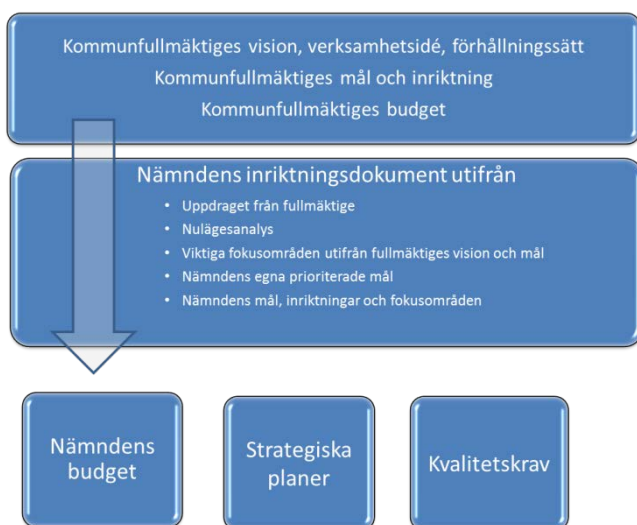 Kommunfullmäktiges vision, verksamhetsidé, förhållningssätt
Kommunfullmäktiges mål och inriktning
Kommunfullmäktiges budget
Nämndens inriktningsdokument utifrån
• Uppdraget från fullmäktige
• Nulägesanalys
• Viktiga fokusområden utifrån fullmäktiges vision och mål
• Nämndens egna prioriterade mål
• Nämndens mål, inriktningar och fokusområden
Nämndens
budget
Strategiska
planer
Kvalitetskrav